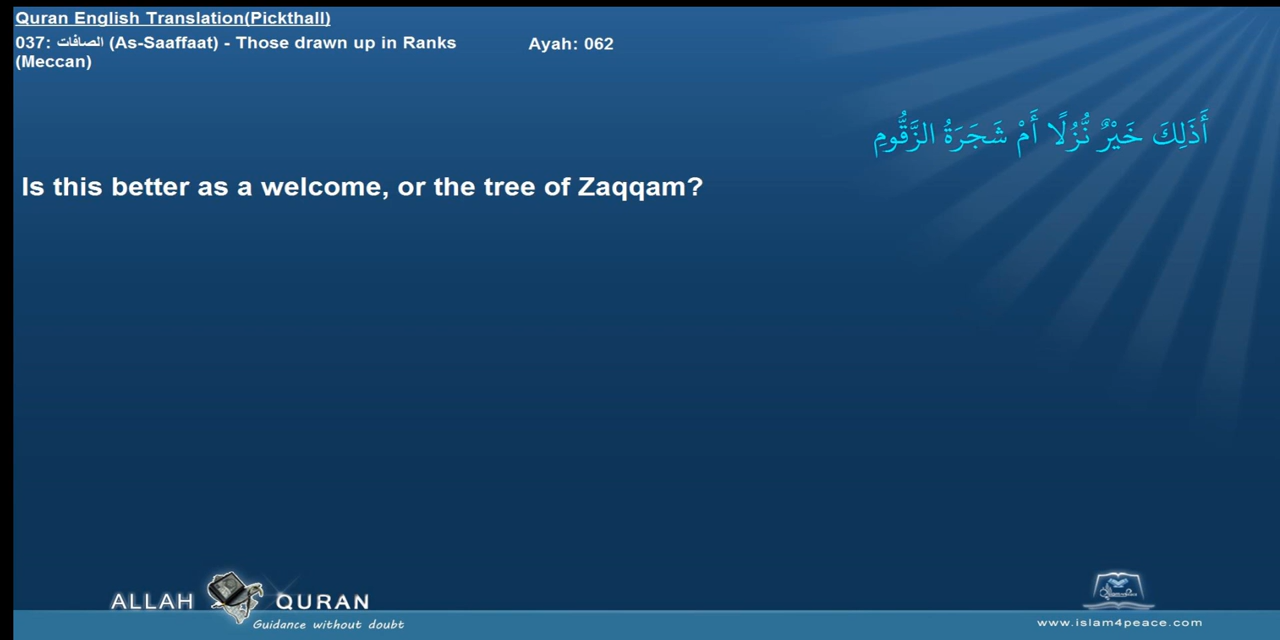 Quran English Translation(Pickthall)
037: الصافات (As-Saaffaat) - Those drawn up in Ranks
(Meccan)
Ayah: 062
أَذَٰلِكَ خَيْرٌ نُّزُلًا أَمْ شَجَرَةُ الزَّقُّومِ
Is this better as a welcome, or the tree of Zaqqam?
ALLAH QURAN
Guidance without doubt
www.islam4peace.com